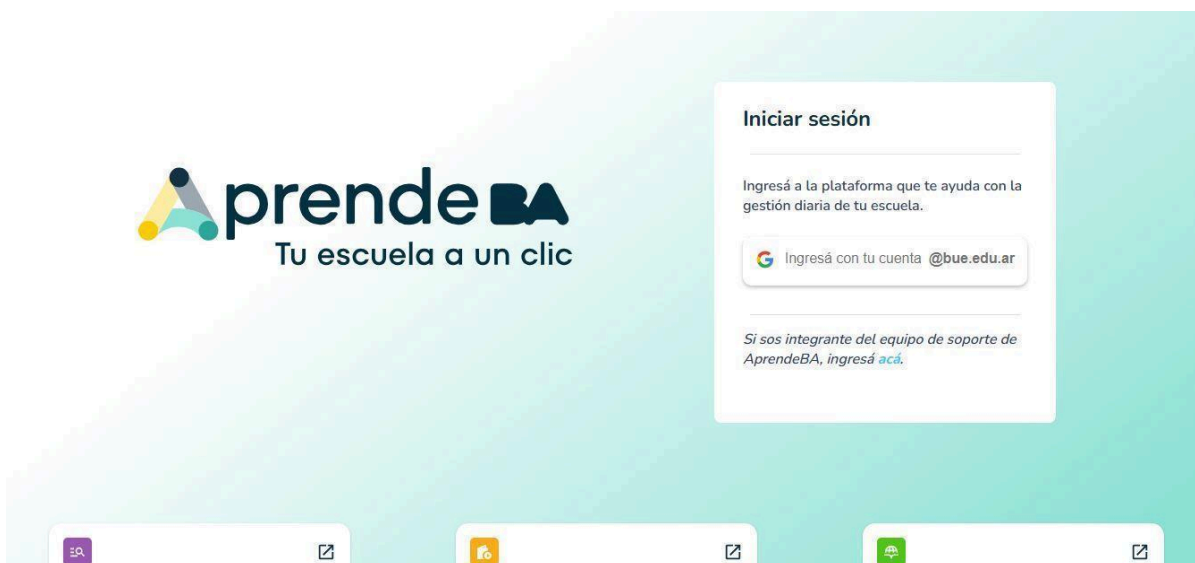 AprendeBA
Tu escuela a un clic
Iniciar sesión
Ingresá a la plataforma que te ayuda con la
gestión diaria de tu escuela.
Ingresá con tu cuenta @bue.edu.ar
Si sos integrante del equipo de soporte de
AprendeBA, ingresá acá.